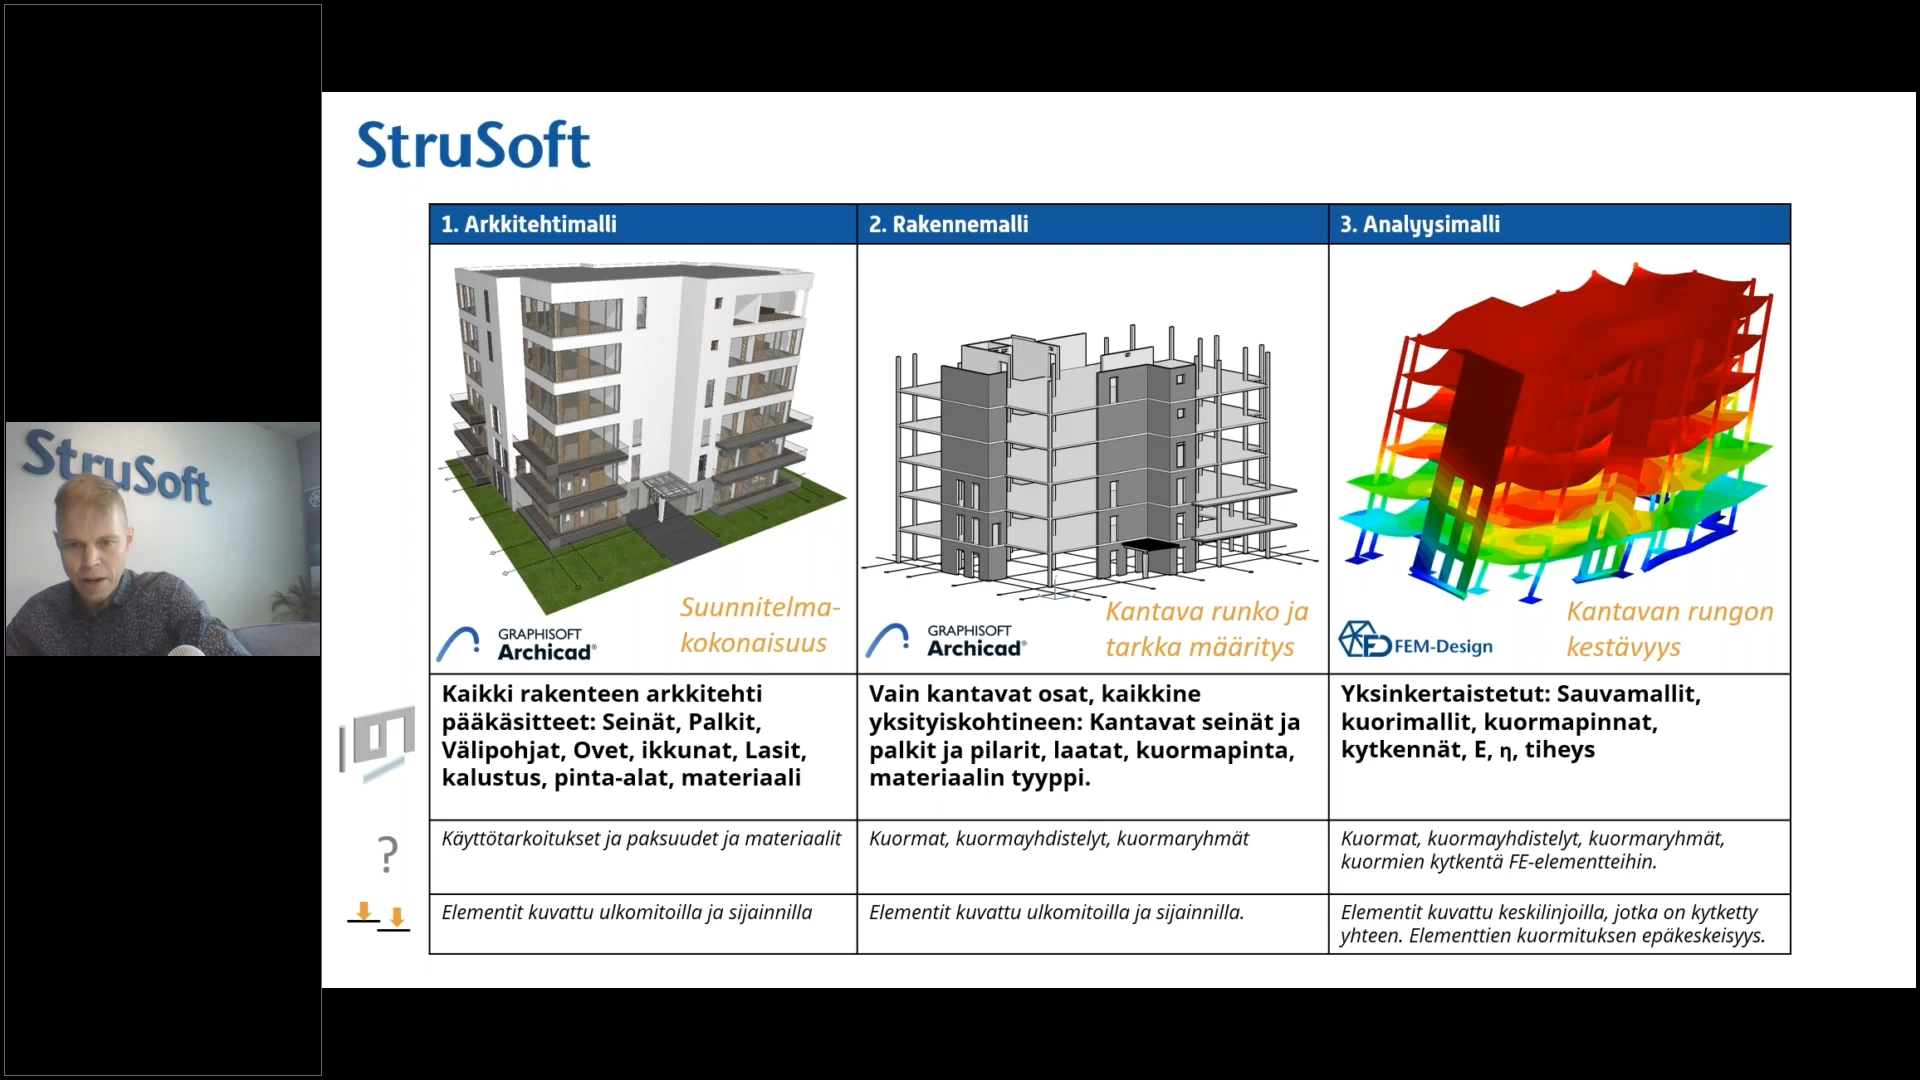 StruSoft
StruSoft
1. Arkkitehtimalli
2. Rakennemalli
3. Analyysimalli
Suunnitelma-
kokonaisuus
GRAPHISOFT
Archicad®
Kantava runko ja
tarkka määritys
GRAPHISOFT
Archicad®
Kantavan rungon
kestävyys
FD FEM-Design
Kaikki rakenteen arkkitehti
pääkäsitteet: Seinät, Palkit,
Välipohjat, Ovet, ikkunat, Lasit,
kalustus, pinta-alat, materiaali
Vain kantavat osat, kaikkine
yksityiskohtineen: Kantavat seinät ja
palkit ja pilarit, laatat, kuormapinta,
materiaalin tyyppi.
Yksinkertaistetut: Sauvamallit,
kuorimallit, kuormapinnat,
kytkennät, E, η, tiheys
?
Käyttötarkoitukset ja paksuudet ja materiaalit
Kuormat, kuormayhdistelyt, kuormaryhmät
Kuormat, kuormayhdistelyt, kuormaryhmät,
kuormien kytkentä FE-elementteihin.
Elementit kuvattu ulkomitoilla ja sijainnilla
Elementit kuvattu ulkomitoilla ja sijainnilla.
Elementit kuvattu keskilinjoilla, jotka on kytketty
yhteen. Elementtien kuormituksen epäkeskeisyys.